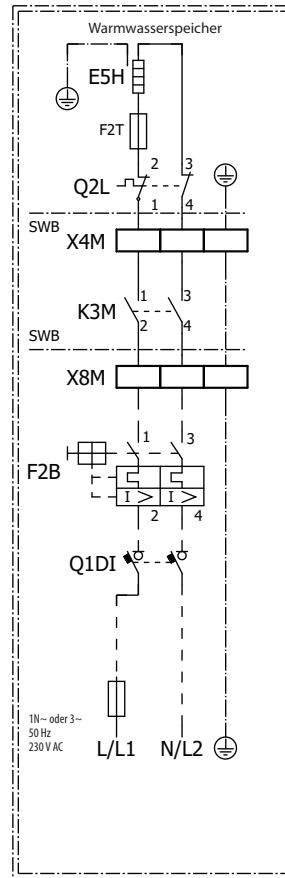 Warmwasserspeicher
E5H
F2T
2 3
Q2L
1 4
SWB
X4M
1 3
K3M
2 4
SWB
X8M
1 3
F2B
I > I >
2 4
Q1DI
1N~ oder 3~
50 Hz
230 V AC
L/L1 N/L2